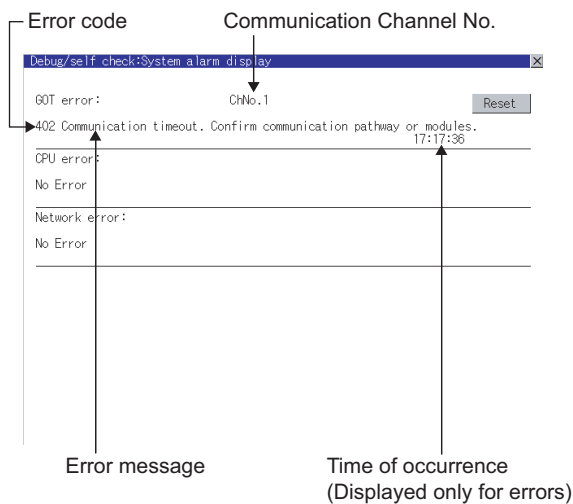 Error code
Communication Channel No.
Debug/self check:System alarm display
GOT error: ChNo.1 Reset
402 Communication timeout. Confirm communication pathway or modules.
17:17:36
CPU error:
No Error
Network error:
No Error
Error message
Time of occurrence
(Displayed only for errors)